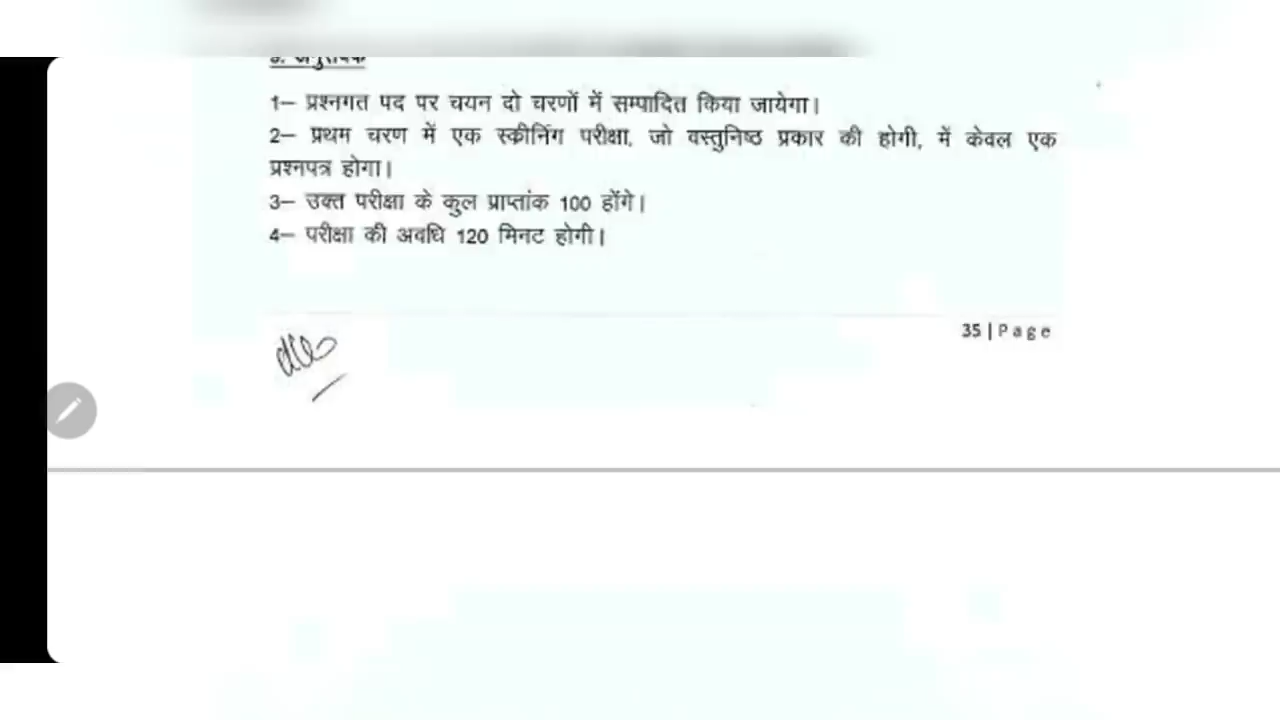 1– प्रश्नगत पद पर चयन दो चरणों में सम्पादित किया जायेगा।
2– प्रथम चरण में एक स्क्रीनिंग परीक्षा, जो वस्तुनिष्ठ प्रकार की होगी, में केवल एक
प्रश्नपत्र होगा।
3– उक्त परीक्षा के कुल प्राप्तांक 100 होंगे।
4– परीक्षा की अवधि 120 मिनट होगी।
35 | P a g e